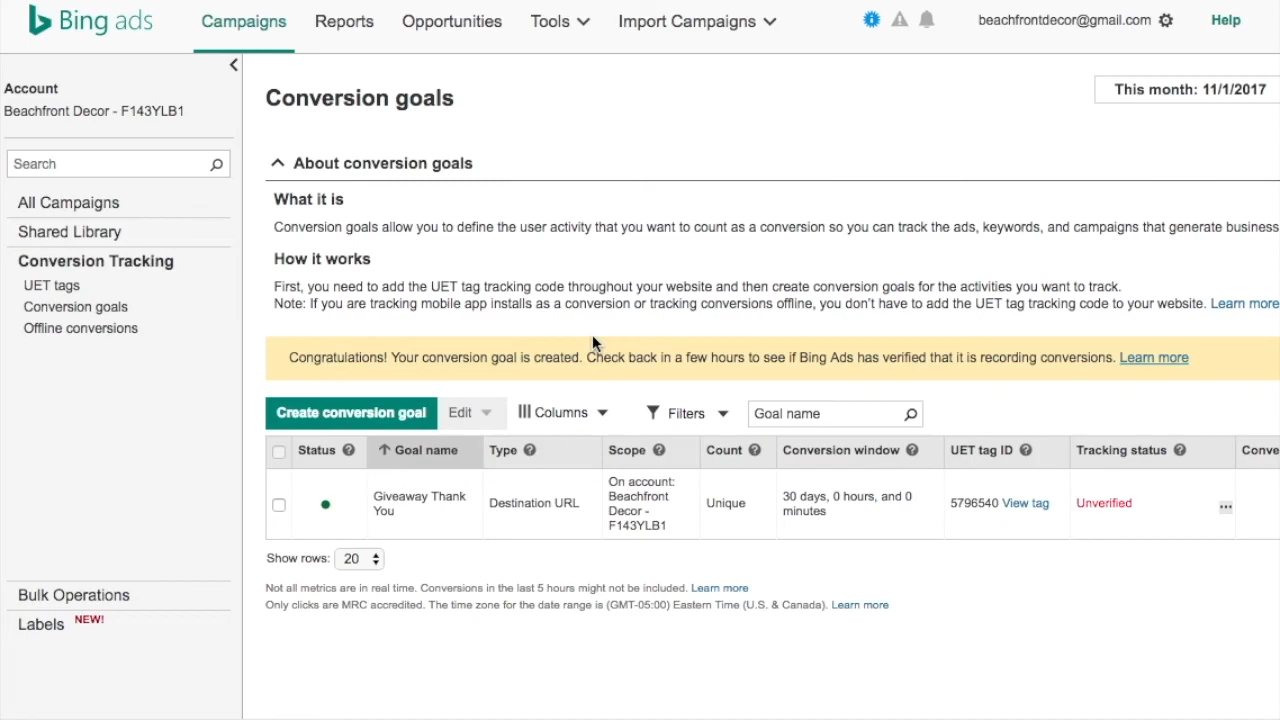 Bing ads
Campaigns Reports Opportunities Tools Import Campaigns beachfrontdecor@gmail.com Help
Account
Beachfront Decor - F143YLB1
Search
All Campaigns
Shared Library
Conversion Tracking
UET tags
Conversion goals
Offline conversions
Bulk Operations
Labels NEW!
Conversion goals
This month: 11/1/2017
About conversion goals
What it is
Conversion goals allow you to define the user activity that you want to count as a conversion so you can track the ads, keywords, and campaigns that generate business
How it works
First, you need to add the UET tag tracking code throughout your website and then create conversion goals for the activities you want to track.
Note: If you are tracking mobile app installs as a conversion or tracking conversions offline, you don't have to add the UET tag tracking code to your website. Learn more
Congratulations! Your conversion goal is created. Check back in a few hours to see if Bing Ads has verified that it is recording conversions. Learn more
Create conversion goal Edit Columns Filters Goal name
Status Goal name Type Scope Count Conversion window UET tag ID Tracking status Conve
Giveaway Thank
You
Destination URL
On account:
Beachfront
Decor -
F143YLB1
Unique
30 days, 0 hours, and 0
minutes
5796540 View tag
Unverified
Show rows: 20
Not all metrics are in real time. Conversions in the last 5 hours might not be included. Learn more
Only clicks are MRC accredited. The time zone for the date range is (GMT-05:00) Eastern Time (U.S. & Canada). Learn more